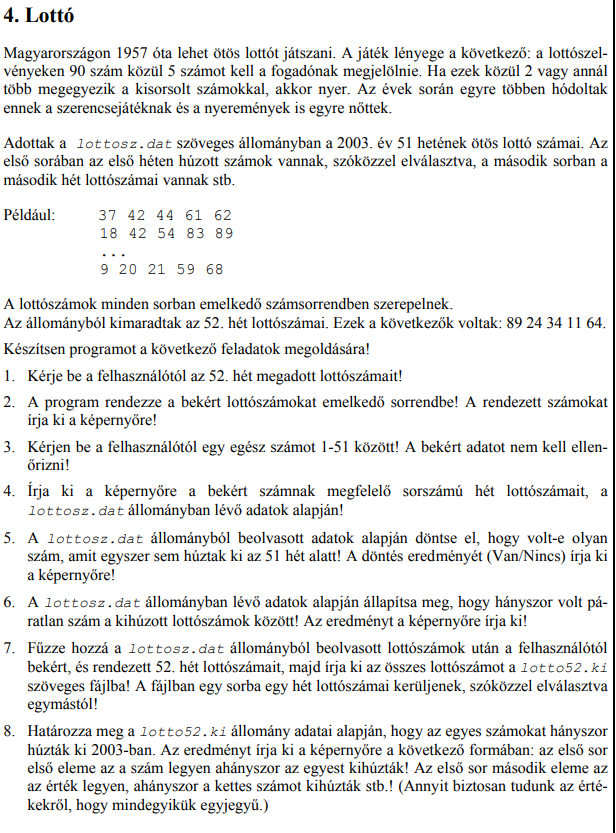 4. Lottó
Magyarországon 1957 óta lehet ötös lottót játszani. A játék lényege a következő: a lottószel-
vényeken 90 szám közül 5 számot kell a fogadónak megjelölnie. Ha ezek közül 2 vagy annál
több megegyezik a kisorsolt számokkal, akkor nyer. Az évek során egyre többen hódoltak
ennek a szerencsejátéknak és a nyeremények is egyre nőttek.
Adottak a lottosz.dat szöveges állományban a 2003. év 51 hetének ötös lottó számai. Az
első sorában az első héten húzott számok vannak, szóközzel elválasztva, a második sorban a
második hét lottószámai vannak stb.
Például: 37 42 44 61 62
18 42 54 83 89
...
9 20 21 59 68
A lottószámok minden sorban emelkedő számsorrendben szerepelnek.
Az állományból kimaradtak az 52. hét lottószámai. Ezek a következők voltak: 89 24 34 11 64.
Készítsen programot a következő feladatok megoldására!
1. Kérje be a felhasználótól az 52. hét megadott lottószámait!
2. A program rendezze a bekért lottószámokat emelkedő sorrendbe! A rendezett számokat
írja ki a képernyőre!
3. Kérjen be a felhasználótól egy egész számot 1-51 között! A bekért adatot nem kell ellen-
őrizni!
4. Írja ki a képernyőre a bekért számnak megfelelő sorszámú hét lottószámait, a
lottosz.dat állományban lévő adatok alapján!
5. A lottosz.dat állományból beolvasott adatok alapján döntse el, hogy volt-e olyan
szám, amit egyszer sem húztak ki az 51 hét alatt! A döntés eredményét (Van/Nincs) írja ki
a képernyőre!
6. A lottosz.dat állományban lévő adatok alapján állapítsa meg, hogy hányszor volt pá-
ratlan szám a kihúzott lottószámok között! Az eredményt a képernyőre írja ki!
7. Fűzze hozzá a lottosz.dat állományból beolvasott lottószámok után a felhasználótól
bekért, és rendezett 52. hét lottószámait, majd írja ki az összes lottószámot a lotto52.ki
szöveges fájlba! A fájlban egy sorba egy hét lottószámai kerüljenek, szóközzel elválasztva
egymástól!
8. Határozza meg a lotto52.ki állomány adatai alapján, hogy az egyes számokat hányszor
húzták ki 2003-ban. Az eredményt írja ki a képernyőre a következő formában: az első sor
első eleme az a szám legyen ahányszor az egyest kihúzták! Az első sor második eleme az
az érték legyen, ahányszor a kettes számot kihúzták stb.! (Annyit biztosan tudunk az érté-
kekről, hogy mindegyikük egyjegyű.)